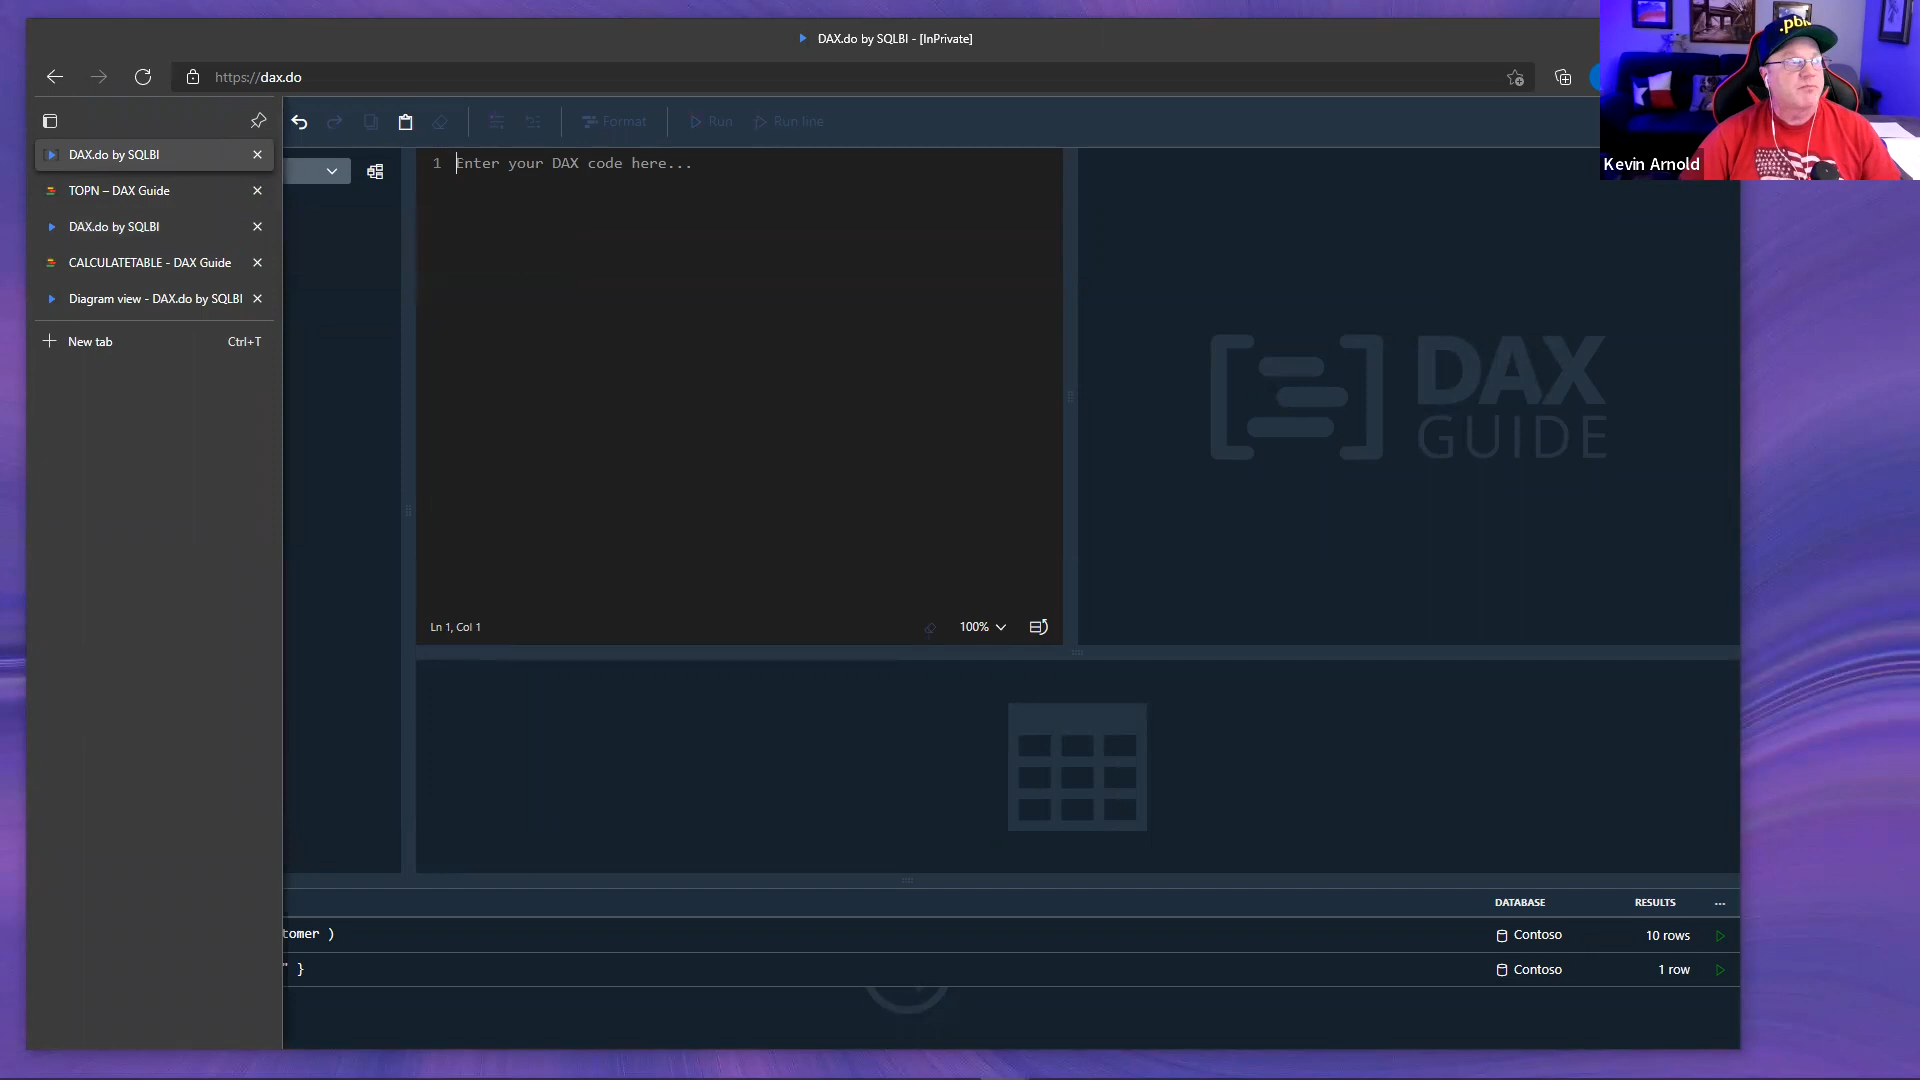 DAX.do by SQLBI - [InPrivate]
https://dax.do
.pbi
Kevin Arnold
DAX.do by SQLBI
TOPN – DAX Guide
DAX.do by SQLBI
CALCULATETABLE - DAX Guide
Diagram view - DAX.do by SQLBI
New tab Ctrl+T
Format Run Run line
1 Enter your DAX code here...
DAX
GUIDE
Ln 1, Col 1 100%
DATABASE RESULTS ...
tomer ) Contoso 10 rows
" } Contoso 1 row